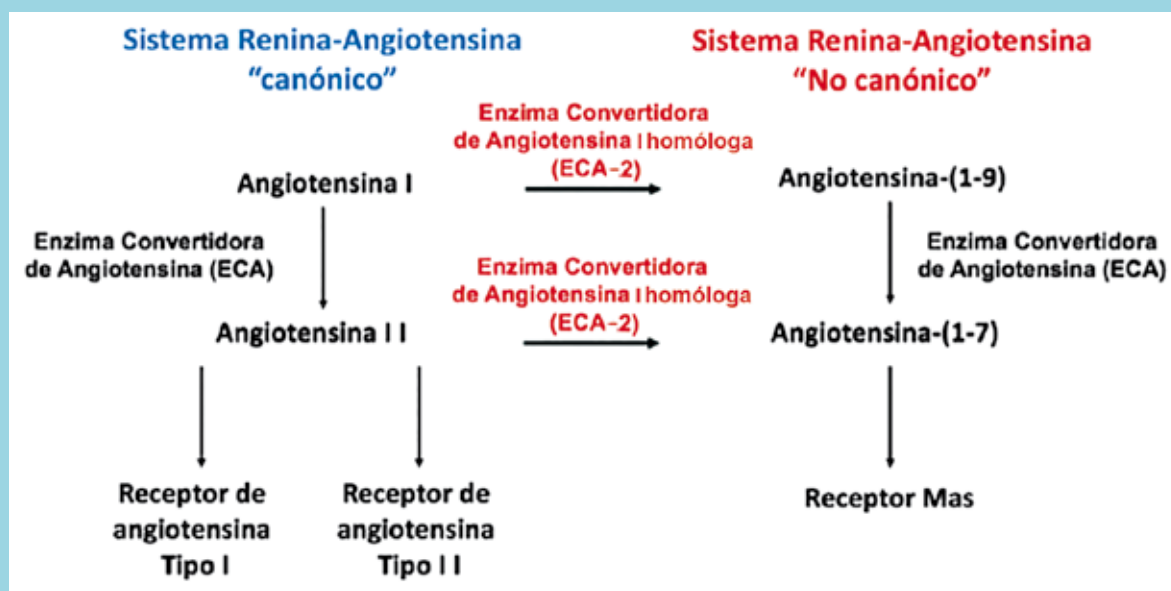 Sistema Renina-Angiotensina
“canónico”
Sistema Renina-Angiotensina
“No canónico”
Enzima Convertidora
de Angiotensina I homóloga
(ECA-2)
Angiotensina I
Angiotensina-(1-9)
Enzima Convertidora
de Angiotensina (ECA)
Enzima Convertidora
de Angiotensina (ECA)
Enzima Convertidora
de Angiotensina I homóloga
(ECA-2)
Angiotensina I I
Angiotensina-(1-7)
Receptor de
angiotensina
Tipo I
Receptor de
angiotensina
Tipo I I
Receptor Mas